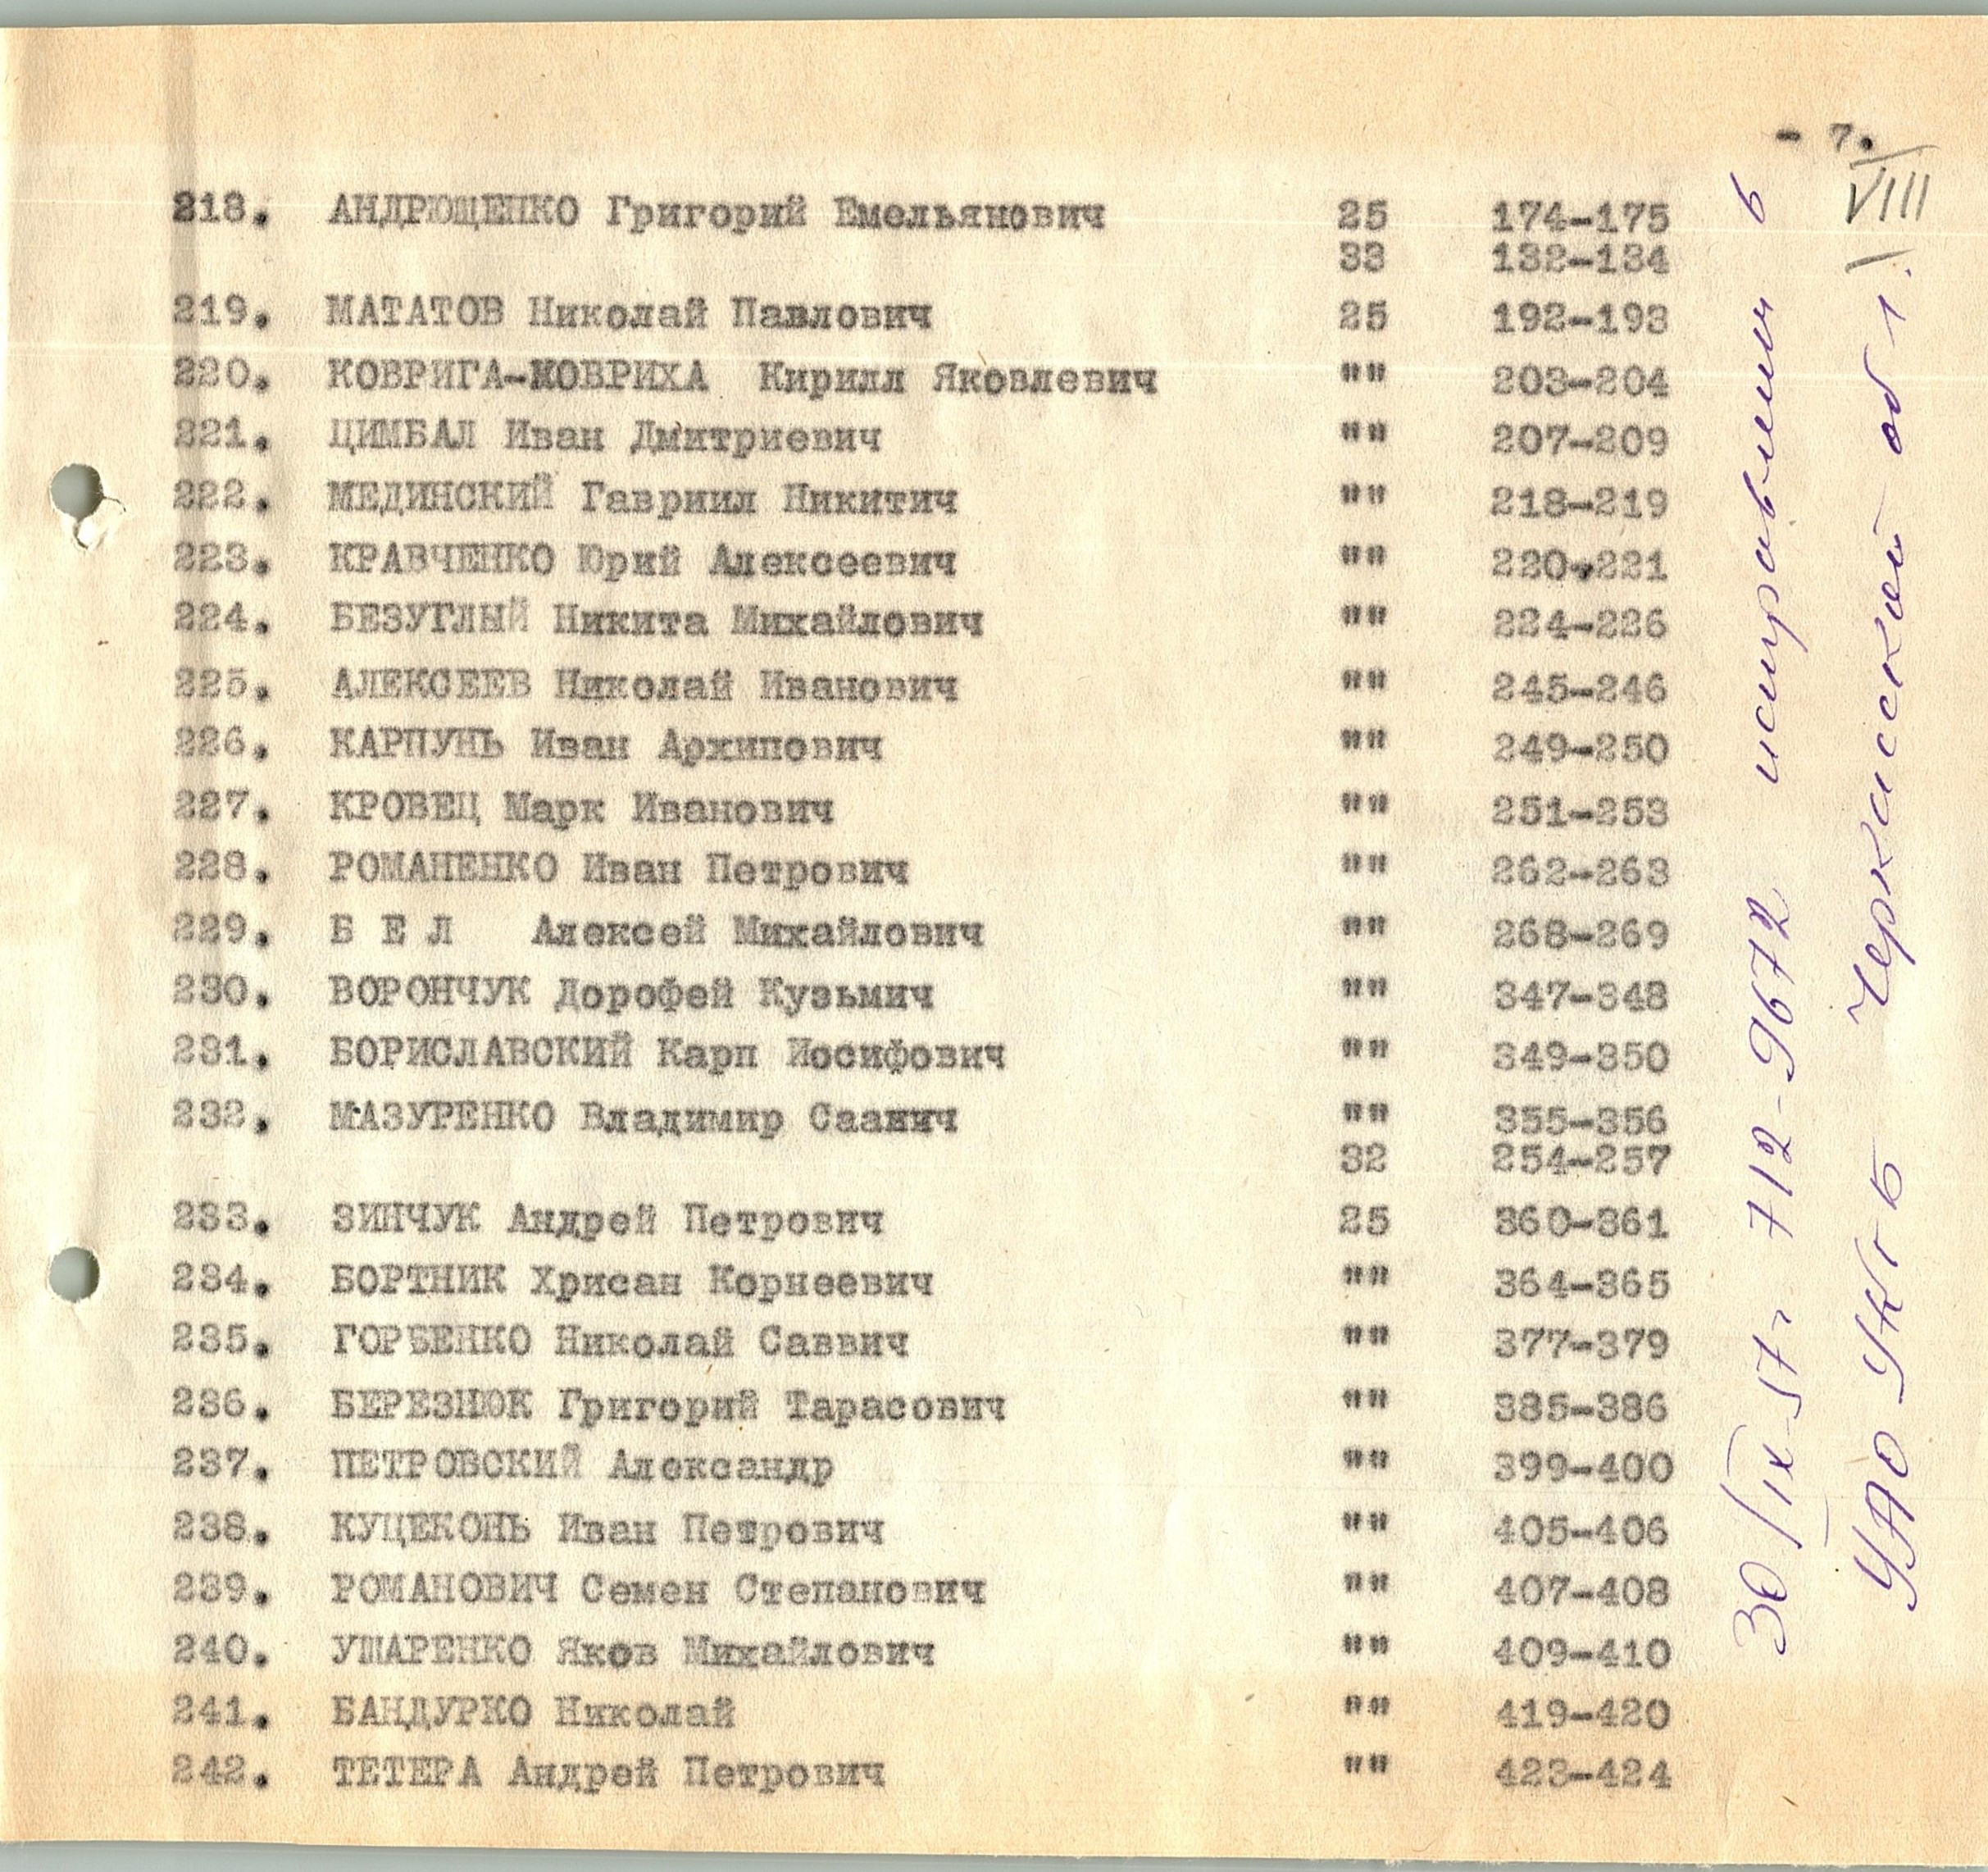 - 7.
VIII
218. АНДРЮЩЕНКО Григорий Емельянович 25 174-175
33 132-134
219. МАТАТОВ Николай Павлович 25 192-193
220. КОВРИГА-КОВРИХА Кирилл Яковлевич "" 203-204
221. ЦИМБАЛ Иван Дмитриевич "" 207-209
222. МЕДИНСКИЙ Гавриил Никитич "" 218-219
223. КРАВЧЕНКО Юрий Алексеевич "" 220-221
224. БЕЗУГЛЫЙ Никита Михайлович "" 224-226
225. АЛЕКСЕЕВ Николай Иванович "" 245-246
226. КАРПУНЬ Иван Архипович "" 249-250
227. КРОВЕЦ Марк Иванович "" 251-253
228. РОМАНЕНКО Иван Петрович "" 262-263
229. Б Е Л Алексей Михайлович "" 268-269
230. ВОРОНЧУК Дорофей Кузьмич "" 347-348
231. БОРИСЛАВСКИЙ Карп Иосифович "" 349-350
232. МАЗУРЕНКО Владимир Саавич "" 355-356
32 254-257
233. ЗИНЧУК Андрей Петрович 25 360-361
234. БОРТНИК Хрисан Корнеевич "" 364-365
235. ГОРБЕНКО Николай Саввич "" 377-379
236. БЕРЕЗНЮК Григорий Тарасович "" 385-386
237. ПЕТРОВСКИЙ Александр "" 399-400
238. КУЦЕКОНЬ Иван Петрович "" 405-406
239. РОМАНОВИЧ Семен Степанович "" 407-408
240. УШАРЕНКО Яков Михайлович "" 409-410
241. БАНДУРКО Николай "" 419-420
242. ТЕТЕРА Андрей Петрович "" 423-424
30/IX-57г. 712-9672 исправлении в
УАО УКГБ Черкасской обл.